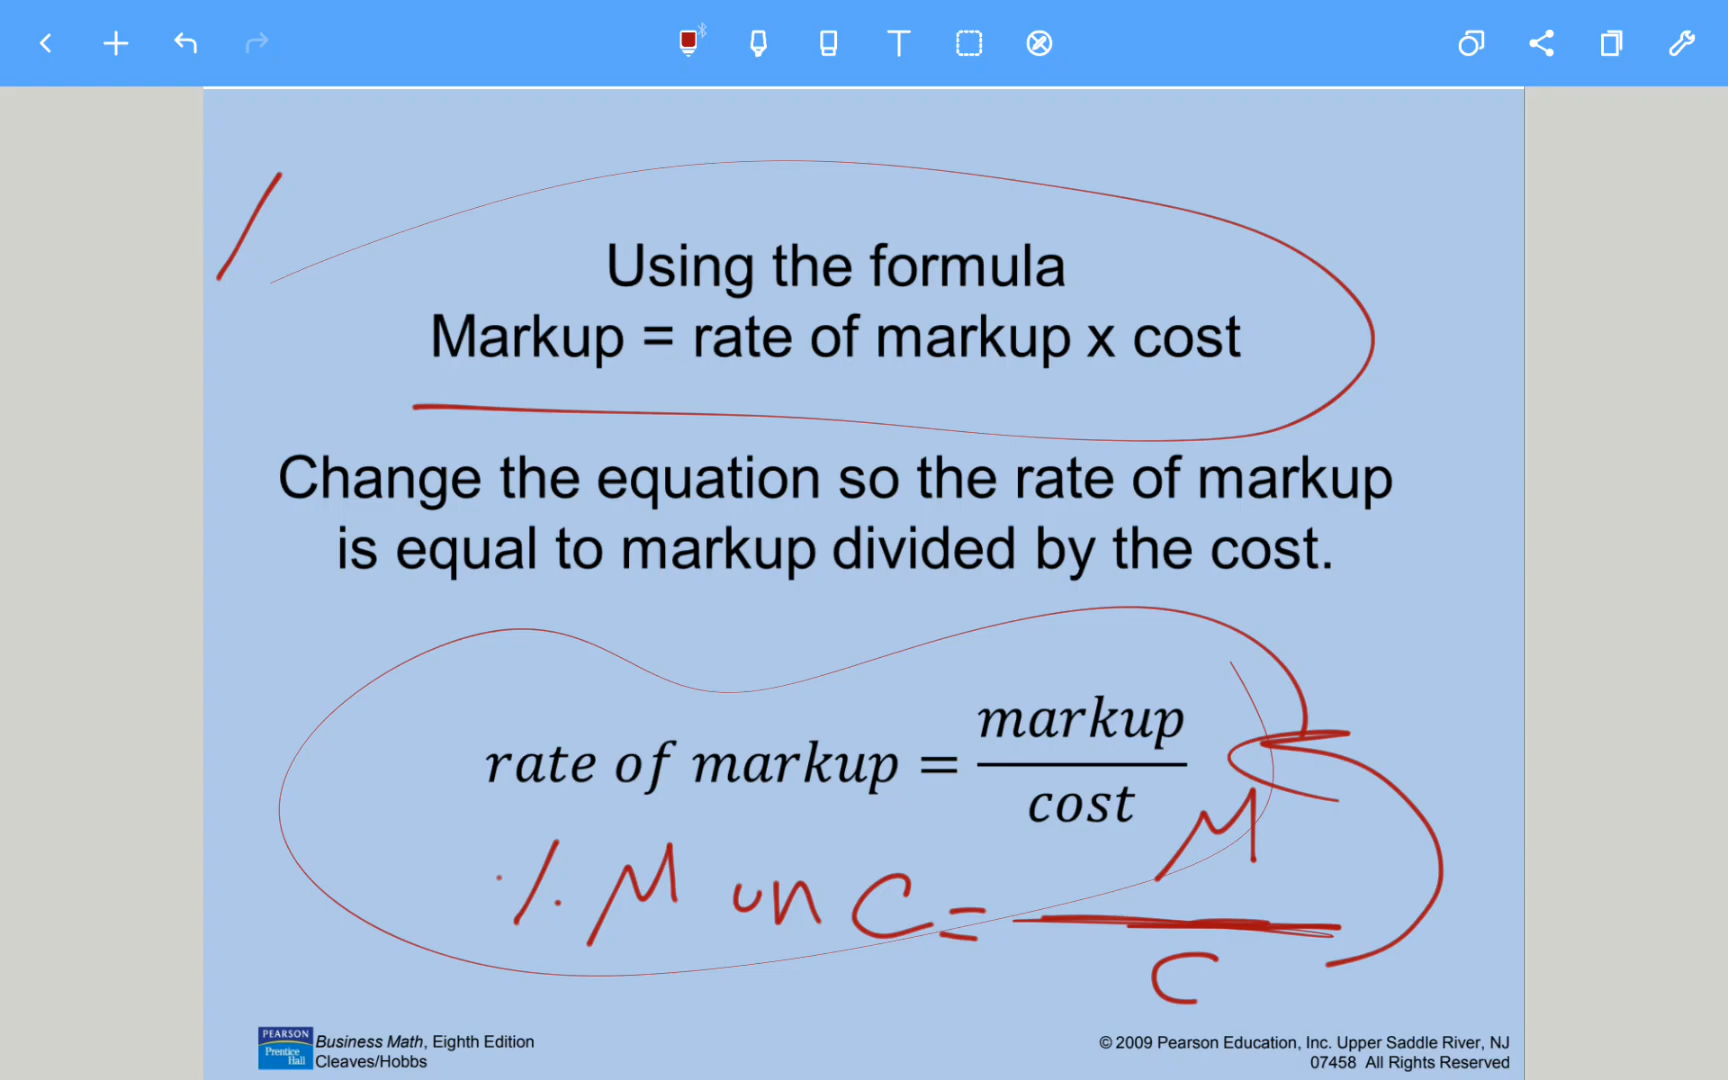 Using the formula
Markup = rate of markup x cost
Change the equation so the rate of markup
is equal to markup divided by the cost.
rate of markup = markup
cost
% M on C = M
C
PEARSON
Prentice
Hall
Business Math, Eighth Edition
Cleaves/Hobbs
© 2009 Pearson Education, Inc. Upper Saddle River, NJ
07458 All Rights Reserved